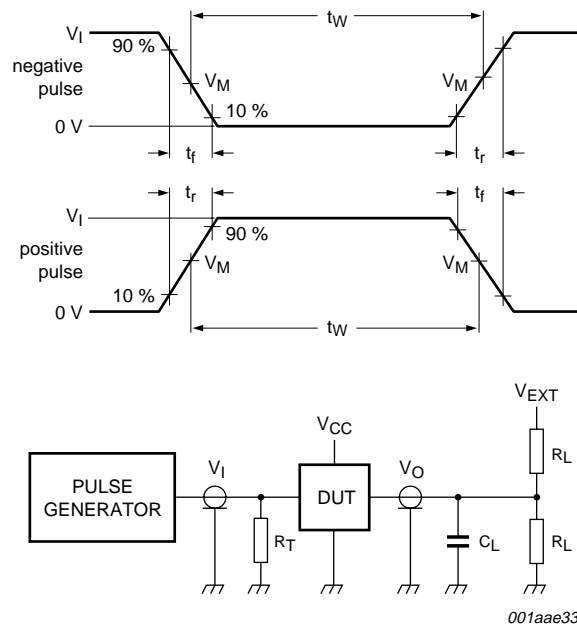 V_I
t_W
90 %
negative pulse
V_M
V_M
10 %
0 V
t_f
t_r
t_r
t_f
V_I
90 %
positive pulse
V_M
V_M
10 %
0 V
t_W
V_EXT
V_CC
R_L
V_I
V_O
PULSE GENERATOR
DUT
R_T
C_L
R_L
001aae33